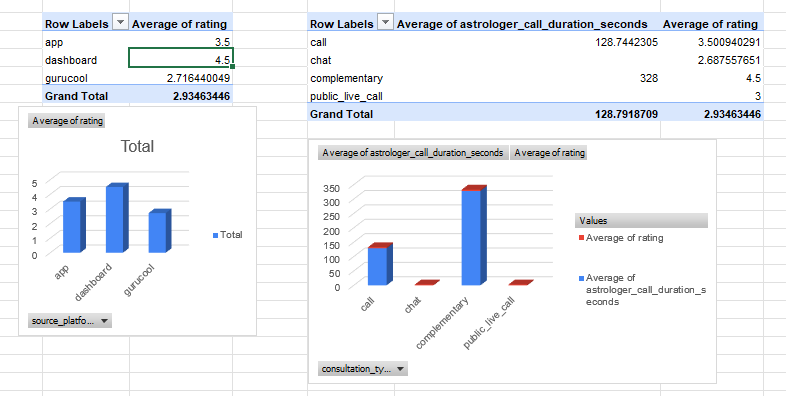 Row Labels Average of rating
app 3.5
dashboard 4.5
gurucool 2.716440049
Grand Total 2.93463446
Row Labels Average of astrologer_call_duration_seconds Average of rating
call 128.7442305 3.500940291
chat 2.687557651
complementary 328 4.5
public_live_call 3
Grand Total 128.7918709 2.93463446
Average of rating
Total
5
4
3
2
1
0
app
dashboard
gurucool
Total
source_platfo...
Average of astrologer_call_duration_seconds Average of rating
350
300
250
200
150
100
50
0
call
chat
complementary
public_live_call
Values
Average of rating
Average of
astrologer_call_duration_s
econds
consultation_ty...